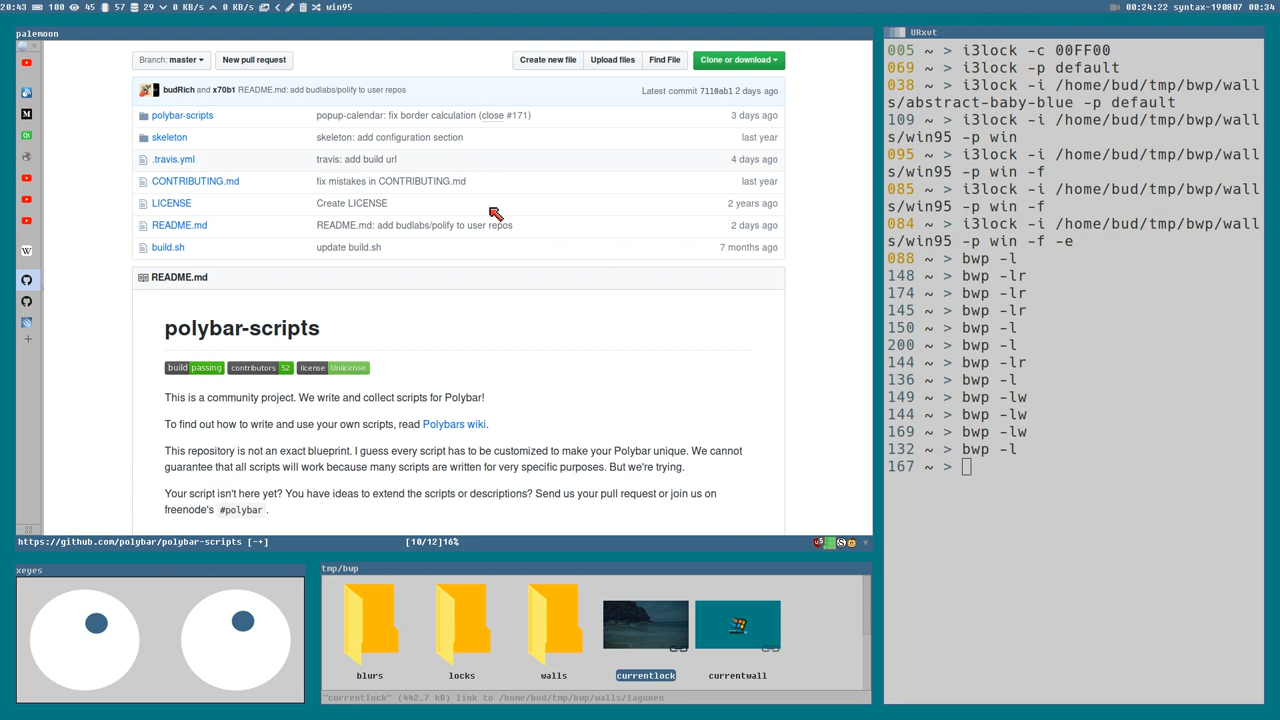 20:43 100 45 57 29 0 KB/s 0 KB/s win95
00:24:22 syntax-190807 00:34
palemoon
Branch: master New pull request Create new file Upload files Find File Clone or download
budRich and x70b1 README.md: add budlabs/polify to user repos Latest commit 7110ab1 2 days ago
polybar-scripts popup-calendar: fix border calculation (close #171) 3 days ago
skeleton skeleton: add configuration section last year
.travis.yml travis: add build url 4 days ago
CONTRIBUTING.md fix mistakes in CONTRIBUTING.md last year
LICENSE Create LICENSE 2 years ago
README.md README.md: add budlabs/polify to user repos 2 days ago
build.sh update build.sh 7 months ago
README.md
polybar-scripts
build passing contributors 52 license Unlicense
This is a community project. We write and collect scripts for Polybar!
To find out how to write and use your own scripts, read Polybars wiki.
This repository is not an exact blueprint. I guess every script has to be customized to make your Polybar unique. We cannot
guarantee that all scripts will work because many scripts are written for very specific purposes. But we're trying.
Your script isn't here yet? You have ideas to extend the scripts or descriptions? Send us your pull request or join us on
freenode's #polybar .
https://github.com/polybar/polybar-scripts [-+] [10/12]16%
URxvt
005 ~ > i3lock -c 00FF00
069 ~ > i3lock -p default
038 ~ > i3lock -i /home/bud/tmp/bwp/wall
s/abstract-baby-blue -p default
109 ~ > i3lock -i /home/bud/tmp/bwp/wall
s/win95 -p win
095 ~ > i3lock -i /home/bud/tmp/bwp/wall
s/win95 -p win -f
085 ~ > i3lock -i /home/bud/tmp/bwp/wall
s/win95 -p win -f
084 ~ > i3lock -i /home/bud/tmp/bwp/wall
s/win95 -p win -f -e
088 ~ > bwp -l
148 ~ > bwp -lr
174 ~ > bwp -lr
145 ~ > bwp -lr
150 ~ > bwp -l
200 ~ > bwp -l
144 ~ > bwp -lr
136 ~ > bwp -l
149 ~ > bwp -lw
144 ~ > bwp -lw
169 ~ > bwp -lw
132 ~ > bwp -l
167 ~ >
xeyes
tmp/bwp
blurs locks walls currentlock currentwall
"currentlock" (442.7 kB) link to /home/bud/tmp/bwp/walls/lagunen